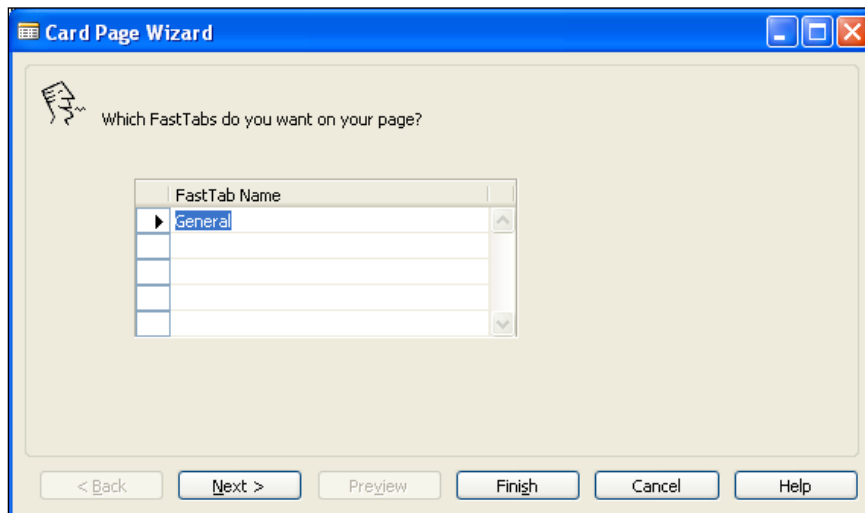 Card Page Wizard
Which FastTabs do you want on your page?
FastTab Name
General
< Back Next > Preview Finish Cancel Help